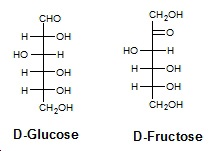 CHO
H OH
HO H
H OH
H OH
CH₂OH
D-Glucose
CH₂OH
O
HO H
H OH
H OH
CH₂OH
D-Fructose